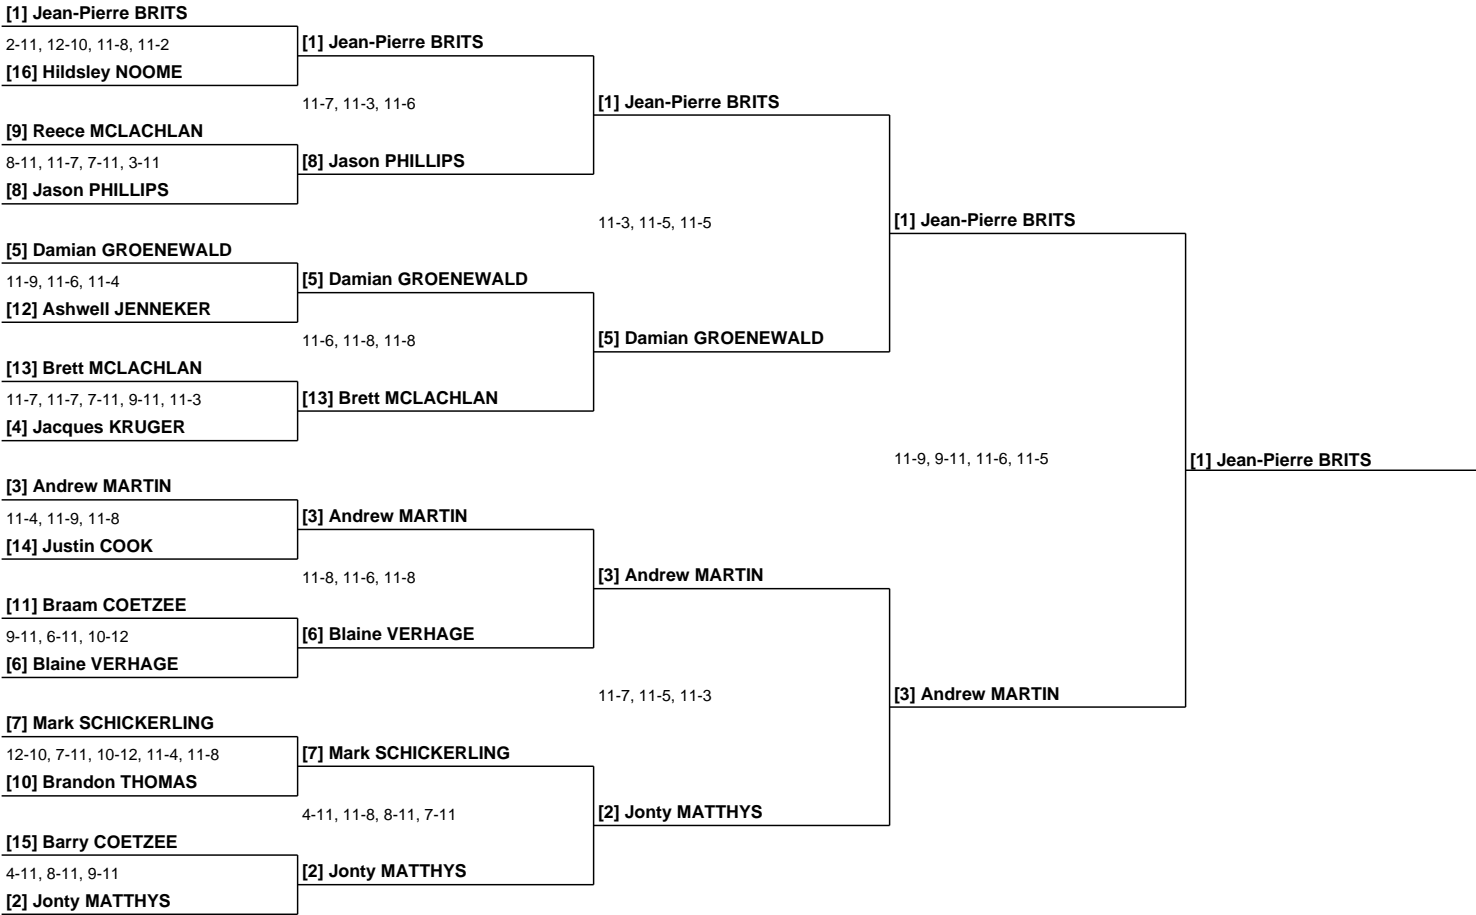 [1] Jean-Pierre BRITS
2-11, 12-10, 11-8, 11-2
[16] Hildsley NOOME
[9] Reece MCLACHLAN
8-11, 11-7, 7-11, 3-11
[8] Jason PHILLIPS
[5] Damian GROENEWALD
11-9, 11-6, 11-4
[12] Ashwell JENNEKER
[13] Brett MCLACHLAN
11-7, 11-7, 7-11, 9-11, 11-3
[4] Jacques KRUGER
[3] Andrew MARTIN
11-4, 11-9, 11-8
[14] Justin COOK
[11] Braam COETZEE
9-11, 6-11, 10-12
[6] Blaine VERHAGE
[7] Mark SCHICKERLING
12-10, 7-11, 10-12, 11-4, 11-8
[10] Brandon THOMAS
[15] Barry COETZEE
4-11, 8-11, 9-11
[2] Jonty MATTHYS
[1] Jean-Pierre BRITS
11-7, 11-3, 11-6
[8] Jason PHILLIPS
[5] Damian GROENEWALD
11-6, 11-8, 11-8
[13] Brett MCLACHLAN
[3] Andrew MARTIN
11-8, 11-6, 11-8
[6] Blaine VERHAGE
[7] Mark SCHICKERLING
4-11, 11-8, 8-11, 7-11
[2] Jonty MATTHYS
[1] Jean-Pierre BRITS
11-3, 11-5, 11-5
[5] Damian GROENEWALD
[3] Andrew MARTIN
11-7, 11-5, 11-3
[2] Jonty MATTHYS
[1] Jean-Pierre BRITS
11-9, 9-11, 11-6, 11-5
[3] Andrew MARTIN
[1] Jean-Pierre BRITS